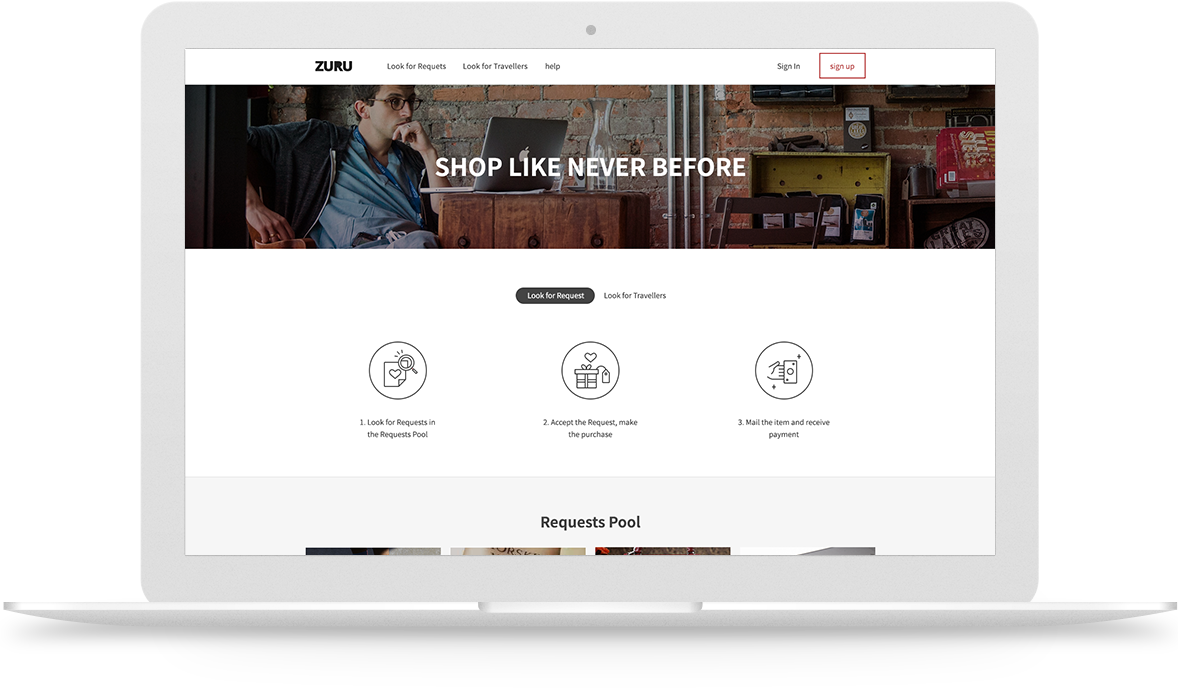 ZURU
Look for Requets
Look for Travellers
help
Sign In
sign up
SHOP LIKE NEVER BEFORE
Look for Request
Look for Travellers
1. Look for Requests in
the Requests Pool
2. Accept the Request, make
the purchase
3. Mail the item and receive
payment
Requests Pool